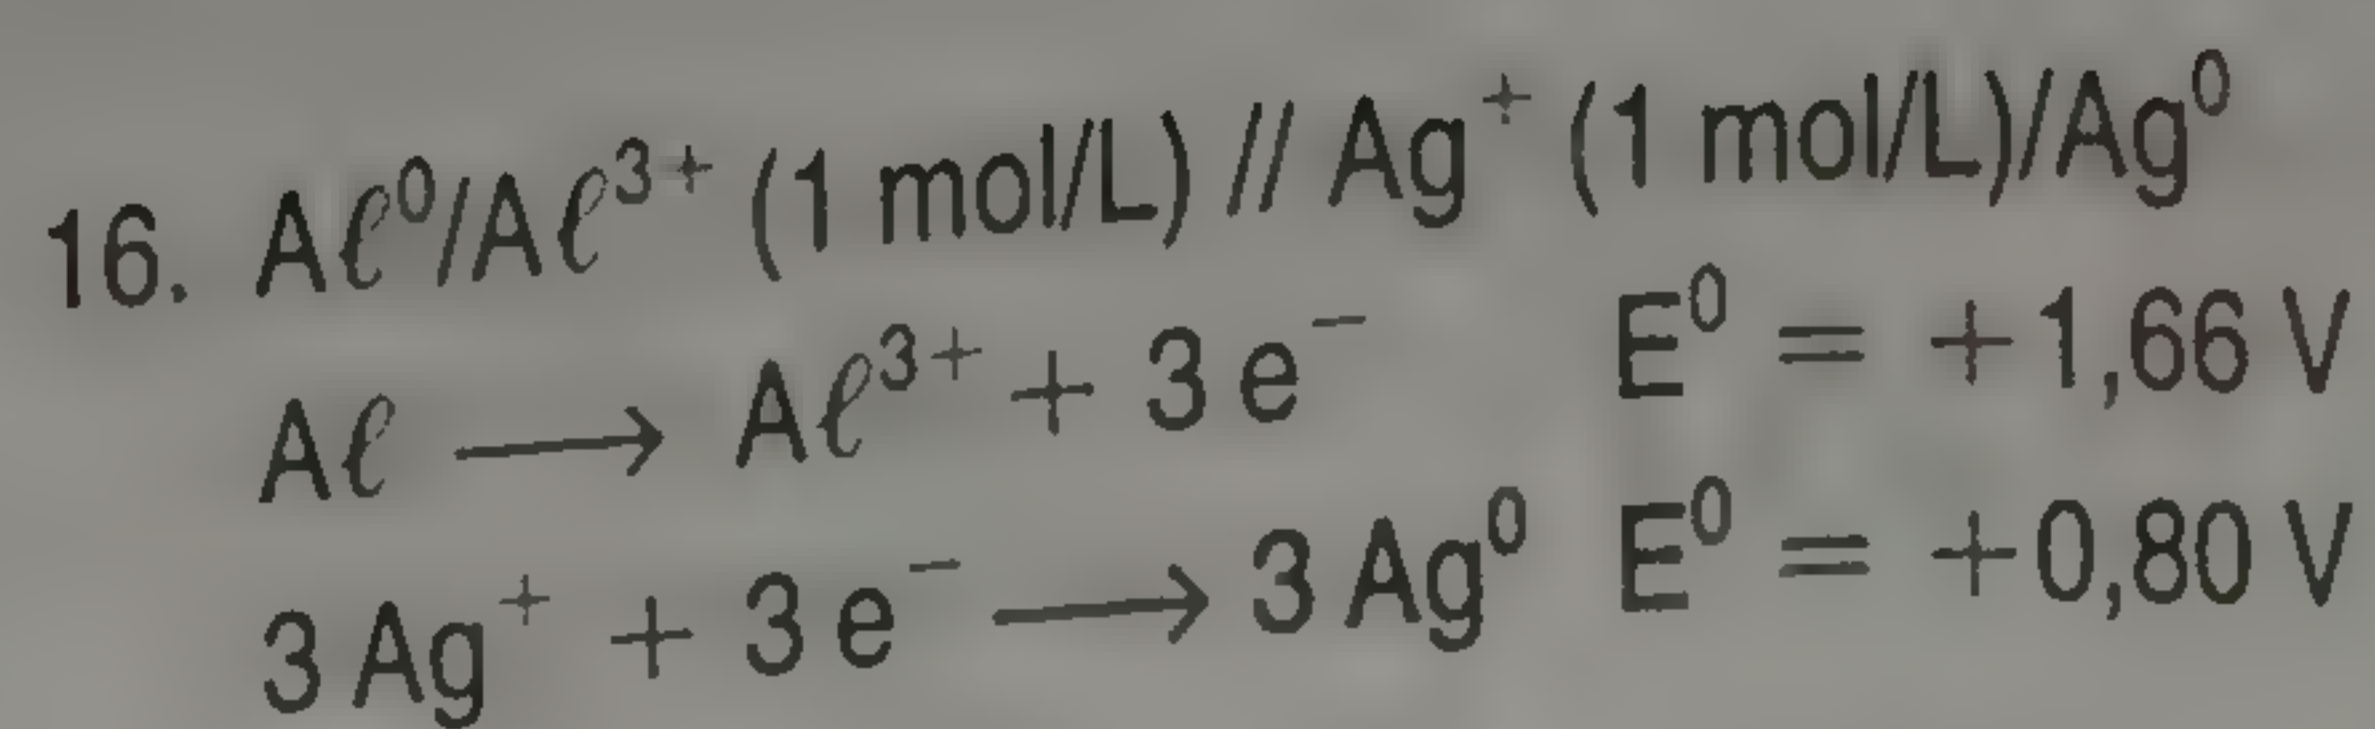 16. Aℓ⁰/Aℓ³⁺ (1 mol/L) // Ag⁺ (1 mol/L)/Ag⁰
Aℓ ⟶ Aℓ³⁺ + 3 e⁻ E⁰ = +1,66 V
3 Ag⁺ + 3 e⁻ ⟶ 3 Ag⁰ E⁰ = +0,80 V